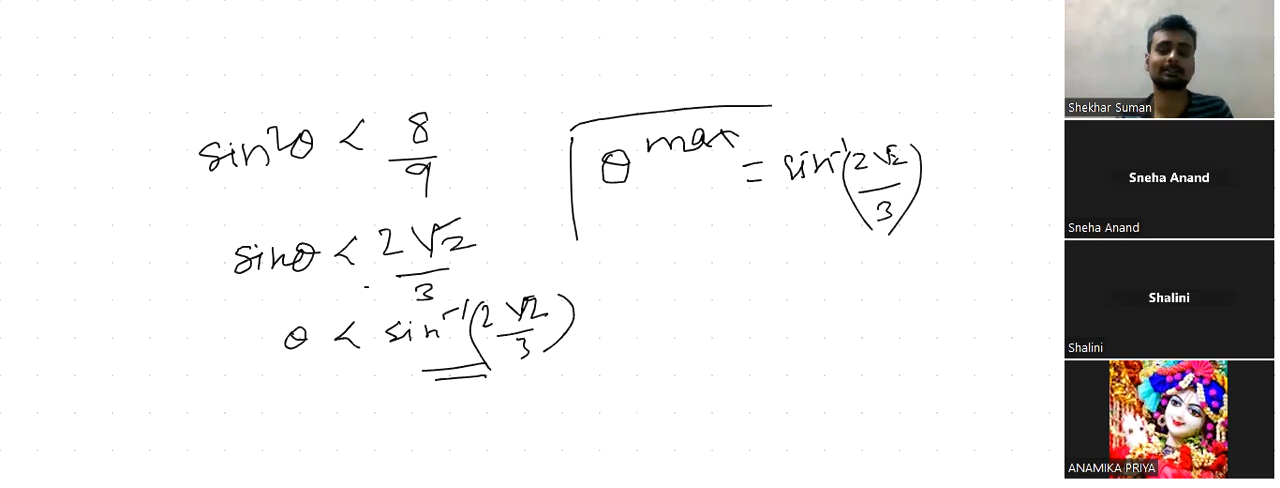 sin²θ < 8/9
sinθ < 2√2/3
θ < sin⁻¹(2√2/3)
θ^max = sin⁻¹(2√2/3)
Shekhar Suman
Sneha Anand
Sneha Anand
Shalini
Shalini
ANAMIKA PRIYA